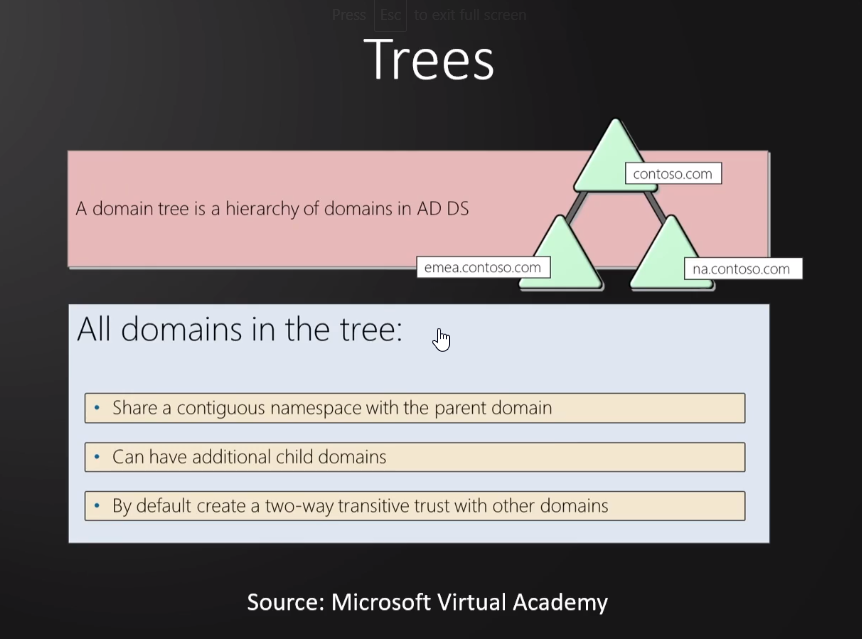 Press Esc to exit full screen
Trees
contoso.com
A domain tree is a hierarchy of domains in AD DS
emea.contoso.com
na.contoso.com
All domains in the tree:
• Share a contiguous namespace with the parent domain
• Can have additional child domains
• By default create a two-way transitive trust with other domains
Source: Microsoft Virtual Academy